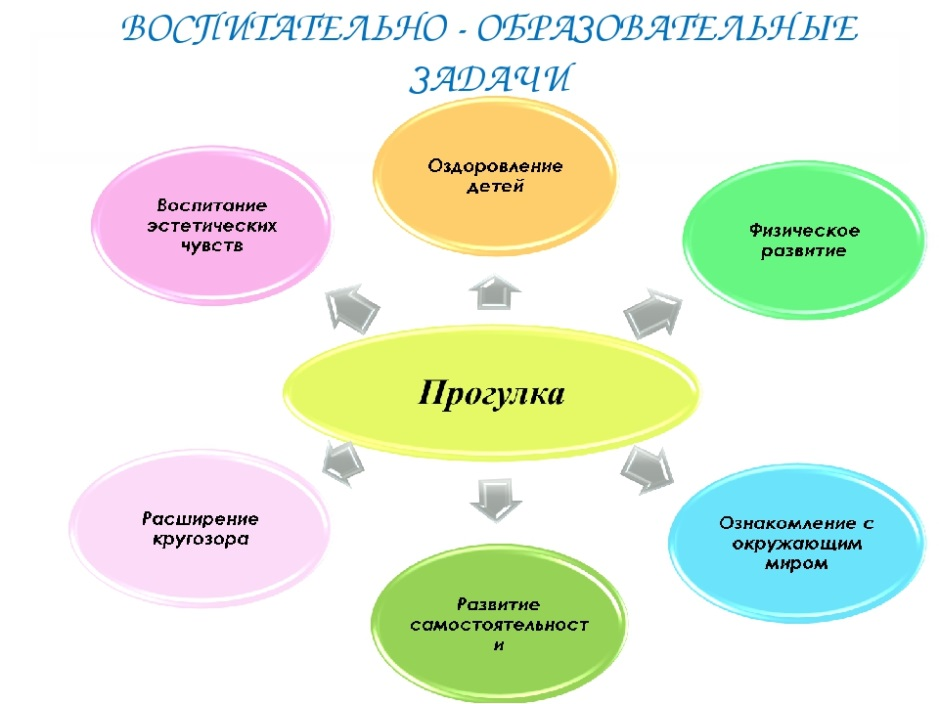 ВОСПИТАТЕЛЬНО - ОБРАЗОВАТЕЛЬНЫЕ
ЗАДАЧИ
Оздоровление
детей
Воспитание
эстетических
чувств
Физическое
развитие
Прогулка
Расширение
кругозора
Ознакомление с
окружающим
миром
Развитие
самостоятельност
и